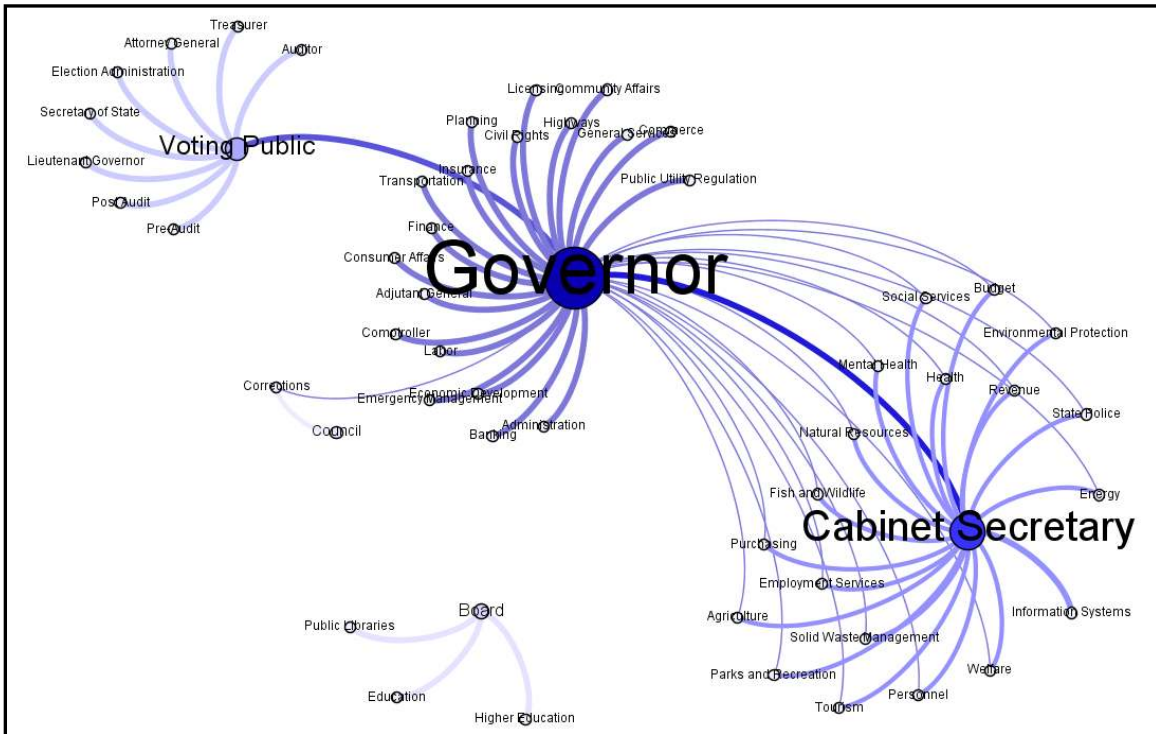 Treasurer
Attorney General
Auditor
Election Administration
Secretary of State
Voting Public
Lieutenant Governor
Post Audit
Pre-Audit
Licensing
Community Affairs
Planning
Highways
Civil Rights
General Services
Commerce
Insurance
Transportation
Public Utility Regulation
Finance
Consumer Affairs
Governor
Adjutant General
Comptroller
Labor
Corrections
Economic Development
Emergency Management
Administration
Banking
Council
Budget
Social Services
Environmental Protection
Mental Health
Health
Revenue
State Police
Natural Resources
Fish and Wildlife
Energy
Cabinet Secretary
Purchasing
Employment Services
Information Systems
Agriculture
Solid Waste Management
Parks and Recreation
Welfare
Personnel
Tourism
Board
Public Libraries
Education
Higher Education